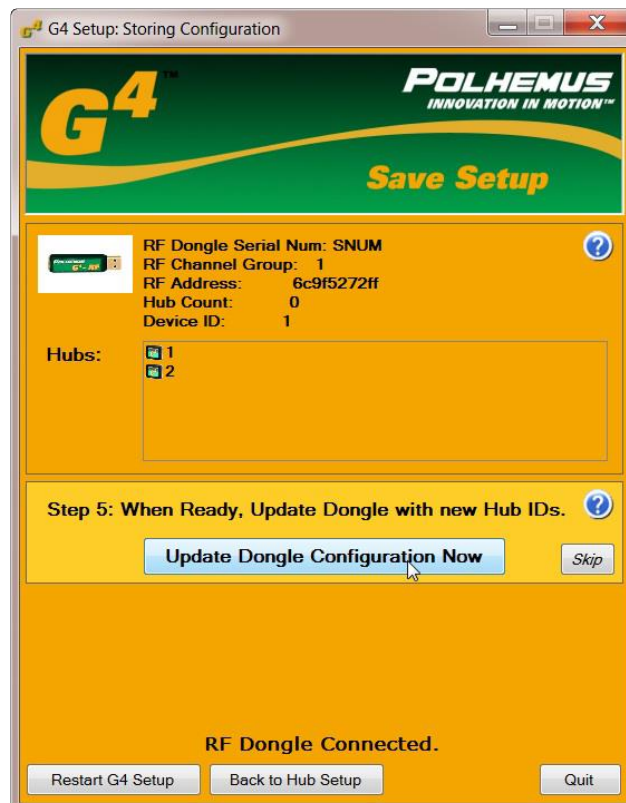 G4 Setup: Storing Configuration
G4™
POLHEMUS
INNOVATION IN MOTION™
Save Setup
RF Dongle Serial Num: SNUM
RF Channel Group: 1
RF Address: 6c9f5272ff
Hub Count: 0
Device ID: 1
Hubs:
1
2
Step 5: When Ready, Update Dongle with new Hub IDs.
Update Dongle Configuration Now
Skip
RF Dongle Connected.
Restart G4 Setup
Back to Hub Setup
Quit